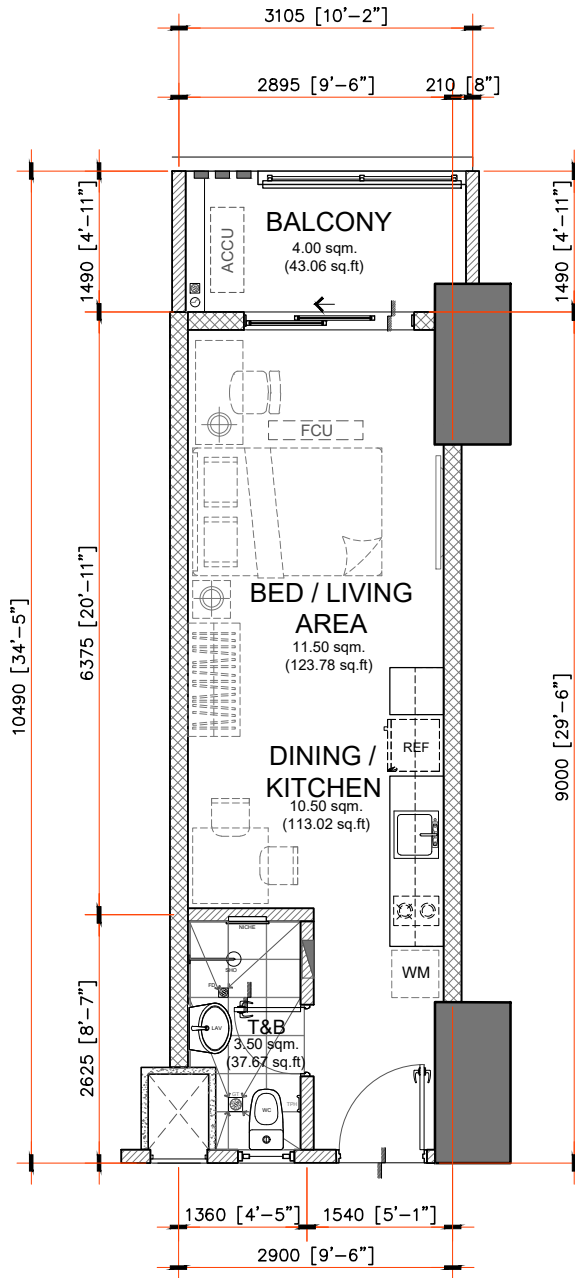 3105 [10'-2"]
2895 [9'-6"]
210 [8"]
1490 [4'-11"]
1490 [4'-11"]
BALCONY
4.00 sqm.
(43.06 sq.ft)
ACCU
FCU
BED / LIVING
AREA
11.50 sqm.
(123.78 sq.ft)
6375 [20'-11"]
10490 [34'-5"]
9000 [29'-6"]
DINING /
KITCHEN
10.50 sqm.
(113.02 sq.ft)
REF
WM
NICHE
SHO
FD
LAV
T&B
3.50 sqm.
(37.67 sq.ft)
2625 [8'-7"]
GT
TPH
WC
1360 [4'-5"]
1540 [5'-1"]
2900 [9'-6"]